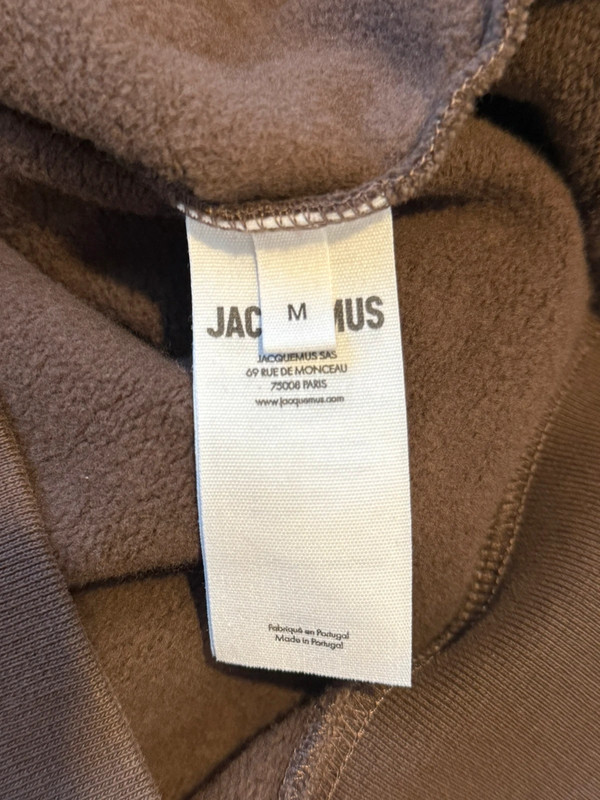 M
JAC MUS
JACQUEMUS SAS
69 RUE DE MONCEAU
75008 PARIS
www.jacquemus.com
Fabriqué en Portugal
Made in Portugal